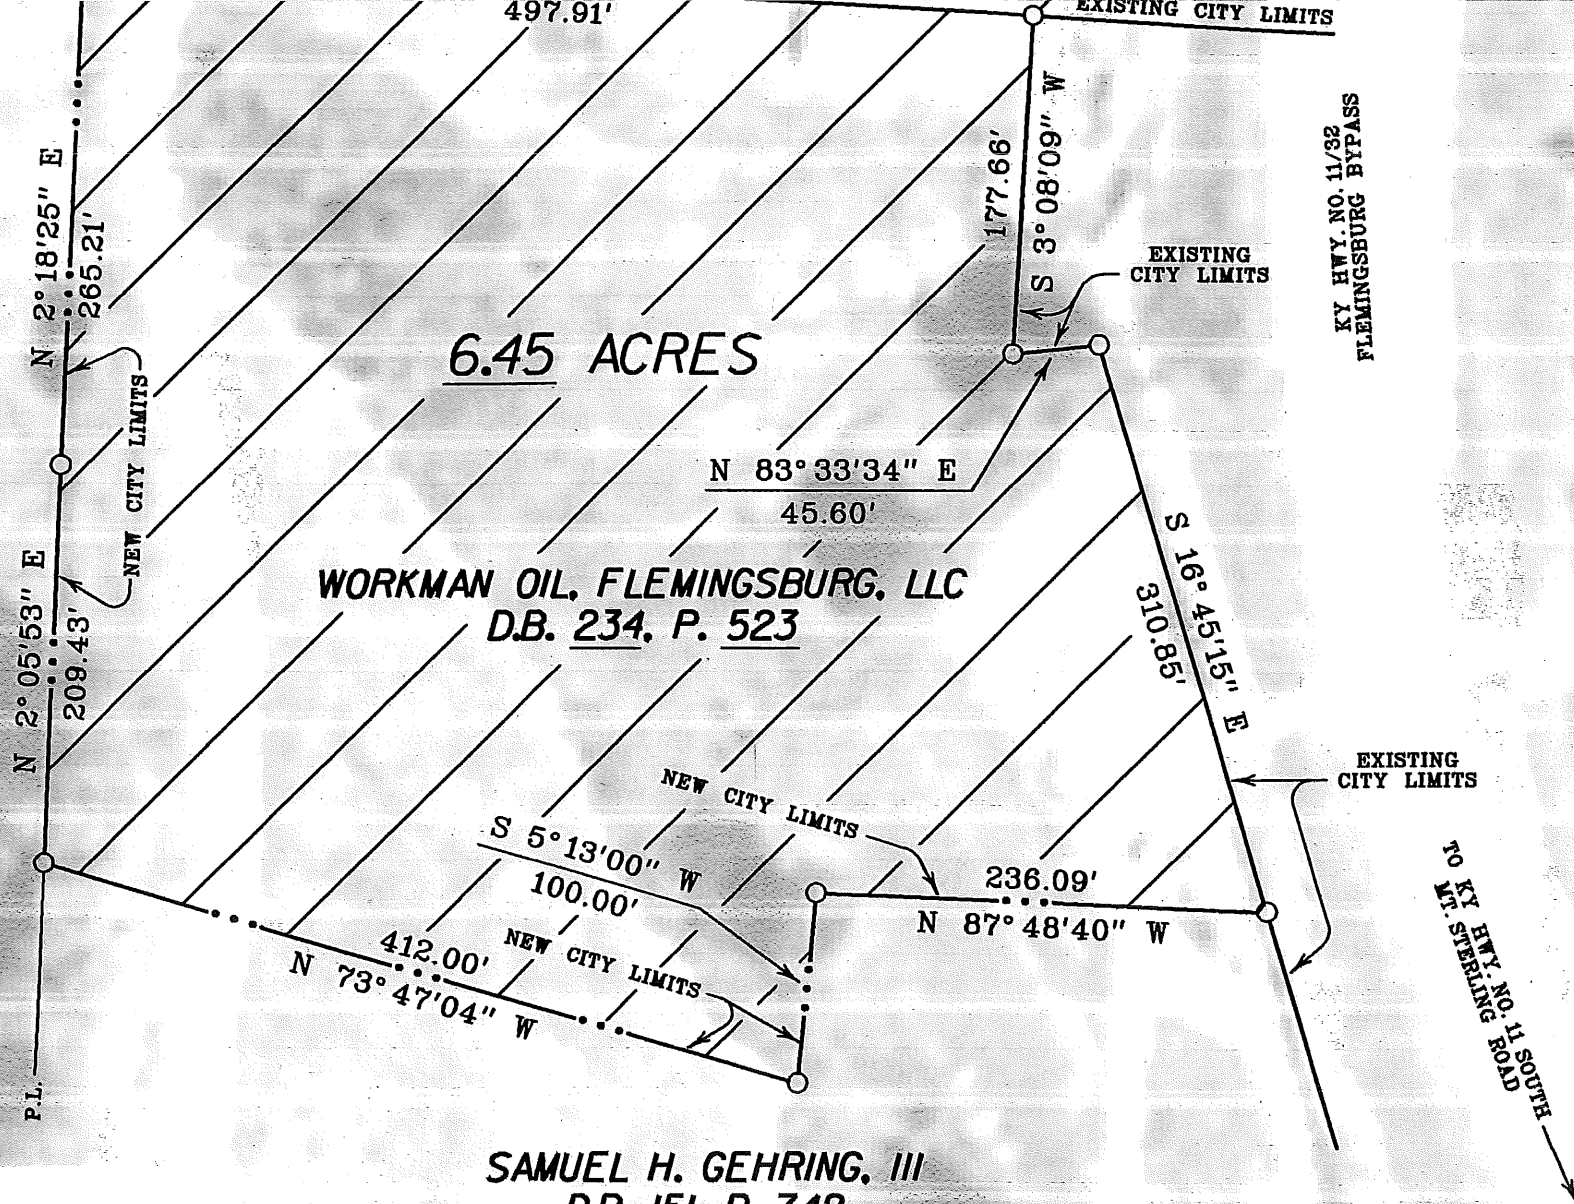 497.91'
EXISTING CITY LIMITS
N 2°18'25" E
265.21'
177.66'
S 3°08'09" W
KY HWY. NO. 11/32
FLEMINGSBURG BYPASS
EXISTING
CITY LIMITS
6.45 ACRES
NEW CITY LIMITS
N 83°33'34" E
45.60'
WORKMAN OIL, FLEMINGSBURG, LLC
D.B. 234, P. 523
N 2°05'53" E
209.43'
S 16°45'15" E
310.85'
EXISTING
CITY LIMITS
NEW CITY LIMITS
S 5°13'00" W
100.00'
236.09'
N 87°48'40" W
NEW CITY LIMITS
412.00'
N 73°47'04" W
TO KY HWY. NO. 11 SOUTH
MT. STERLING ROAD
P.L.
SAMUEL H. GEHRING, III